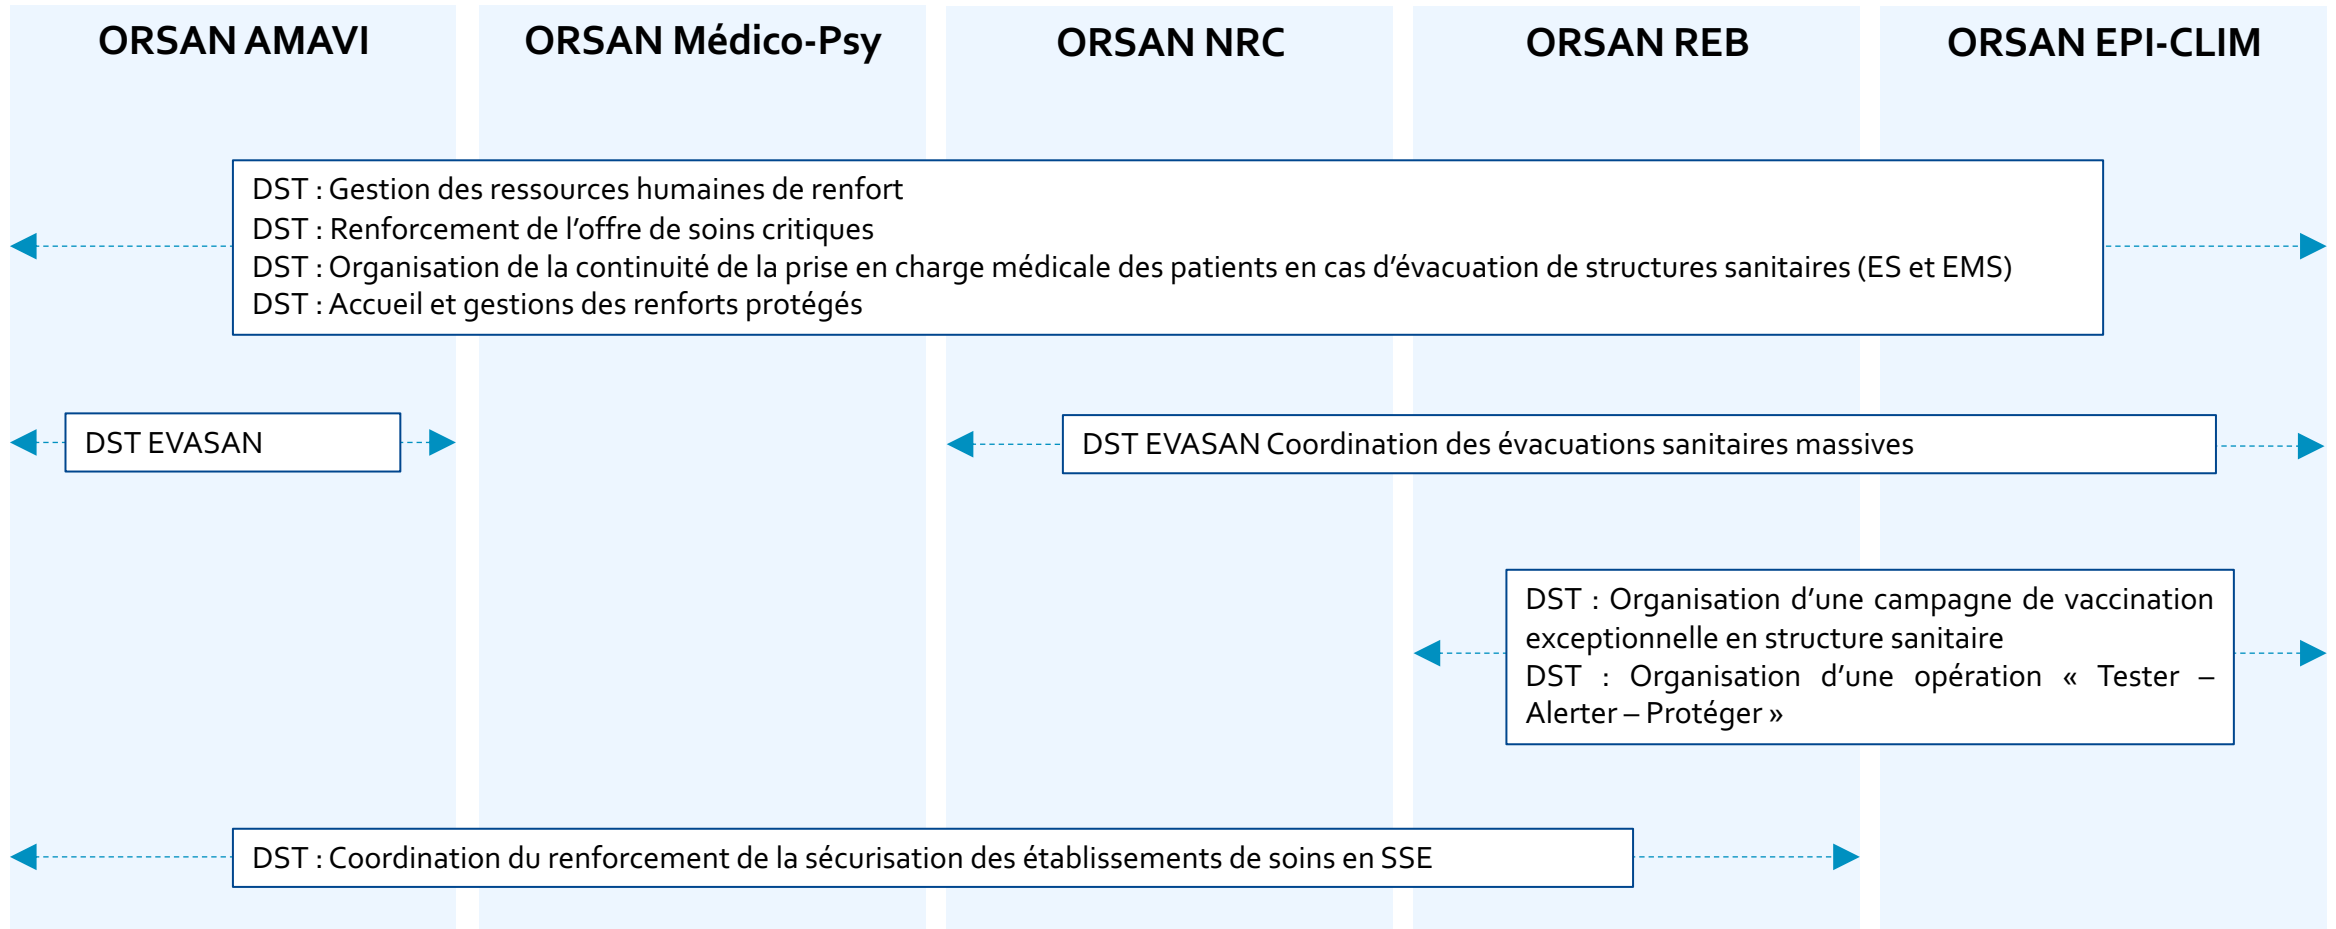 ORSAN AMAVI
ORSAN Médico-Psy
ORSAN NRC
ORSAN REB
ORSAN EPI-CLIM
DST : Gestion des ressources humaines de renfort
DST : Renforcement de l’offre de soins critiques
DST : Organisation de la continuité de la prise en charge médicale des patients en cas d’évacuation de structures sanitaires (ES et EMS)
DST : Accueil et gestions des renforts protégés
DST EVASAN
DST EVASAN Coordination des évacuations sanitaires massives
DST : Organisation d’une campagne de vaccination
exceptionnelle en structure sanitaire
DST : Organisation d’une opération « Tester –
Alerter – Protéger »
DST : Coordination du renforcement de la sécurisation des établissements de soins en SSE